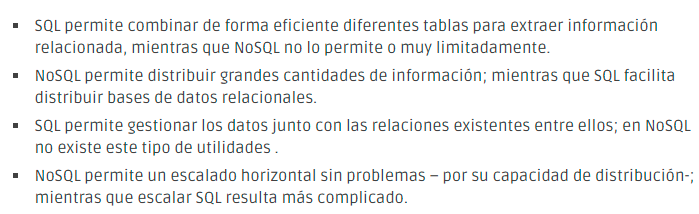 ▪ SQL permite combinar de forma eficiente diferentes tablas para extraer información
relacionada, mientras que NoSQL no lo permite o muy limitadamente.
▪ NoSQL permite distribuir grandes cantidades de información; mientras que SQL facilita
distribuir bases de datos relacionales.
▪ SQL permite gestionar los datos junto con las relaciones existentes entre ellos; en NoSQL
no existe este tipo de utilidades .
▪ NoSQL permite un escalado horizontal sin problemas – por su capacidad de distribución-;
mientras que escalar SQL resulta más complicado.